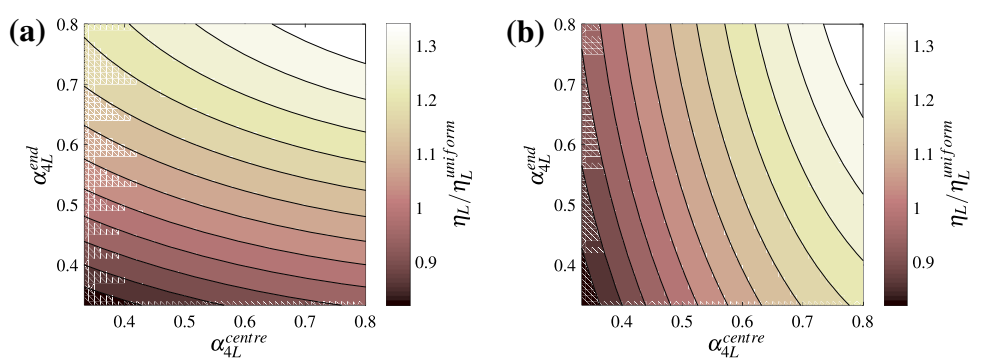 (a)
0.8
0.7
0.6
0.5
0.4
α_{4L}^{end}
0.4 0.5 0.6 0.7 0.8
α_{4L}^{centre}
1.3
1.2
1.1
1
0.9
η_L/η_L^{uniform}
(b)
0.8
0.7
0.6
0.5
0.4
α_{4L}^{end}
0.4 0.5 0.6 0.7 0.8
α_{4L}^{centre}
1.3
1.2
1.1
1
0.9
η_L/η_L^{uniform}